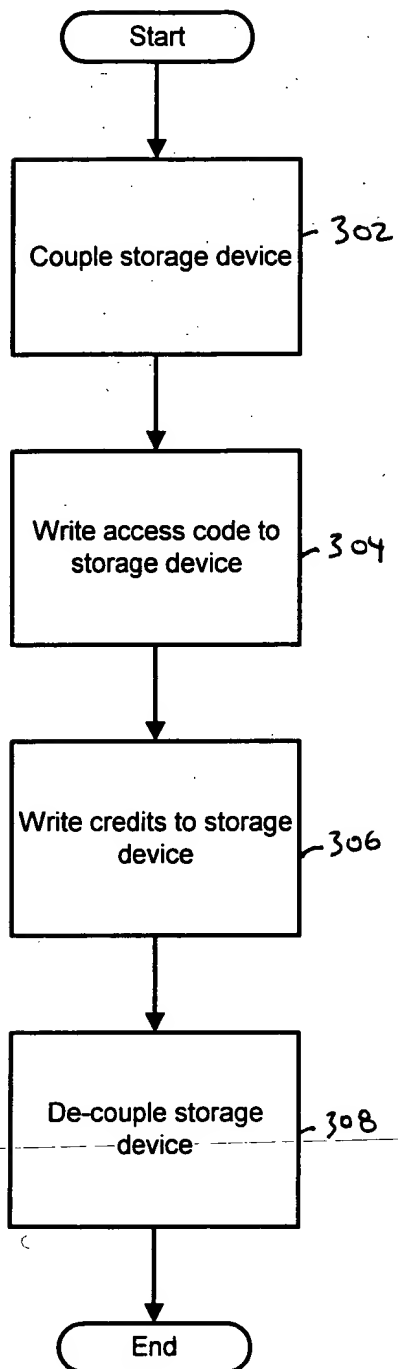 Start
Couple storage device
302
Write access code to
storage device
304
Write credits to storage
device
306
De-couple storage
device
308
End